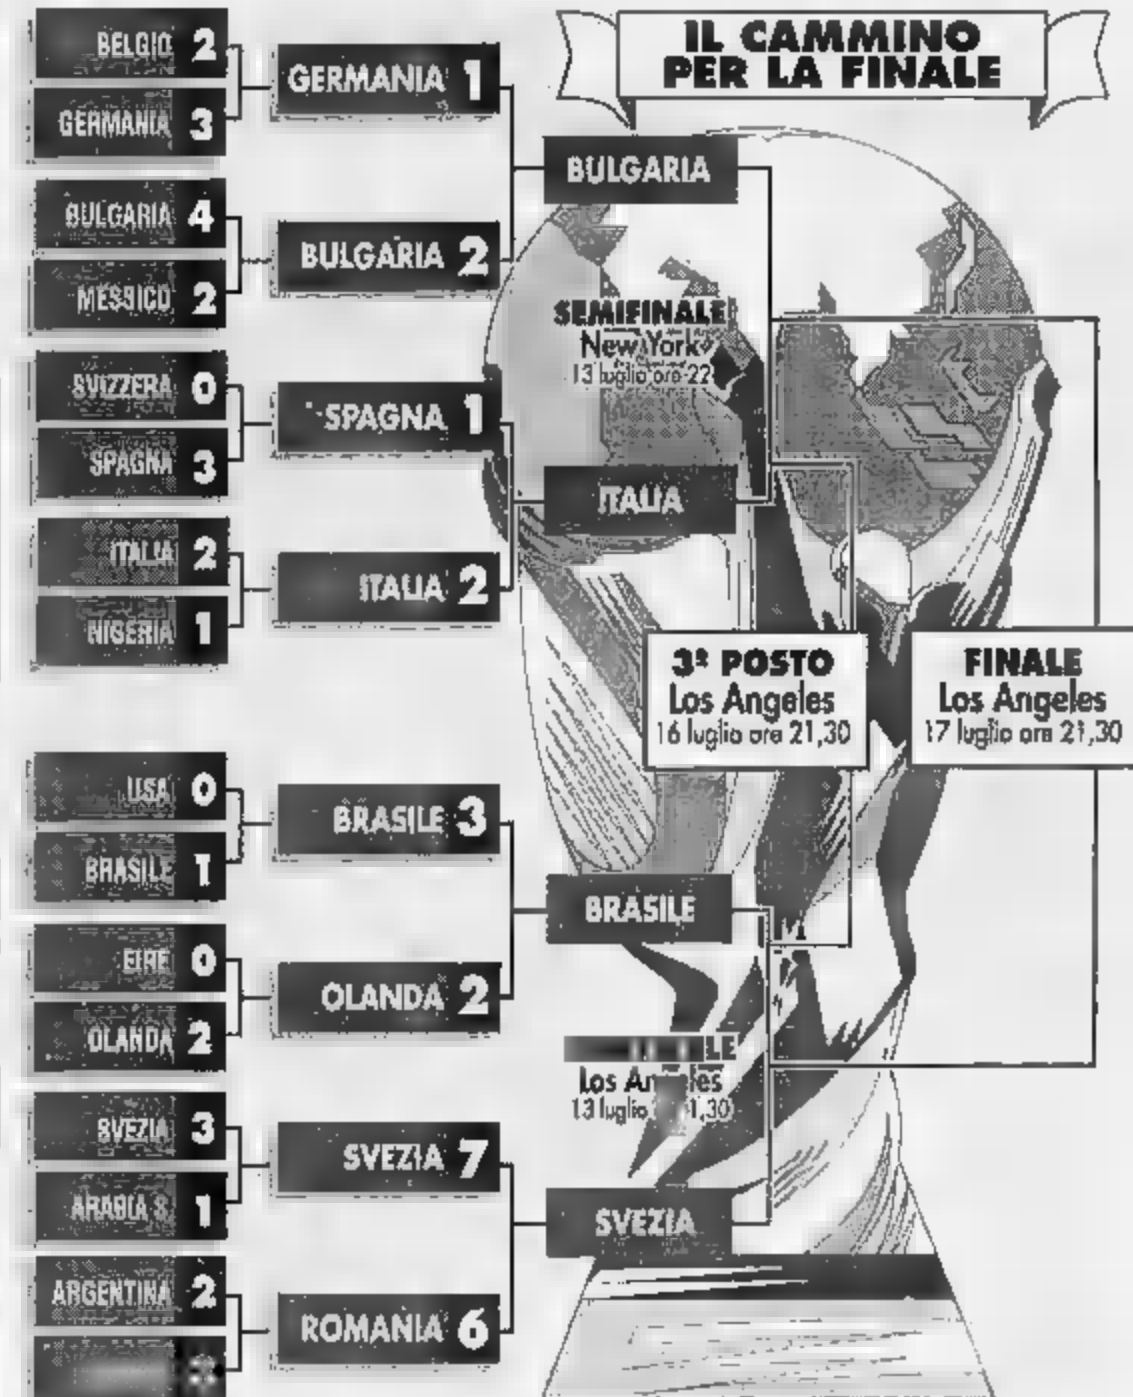 IL CAMMINO
PER LA FINALE
BELGIO 2
GERMANIA 3
BULGARIA 4
MESSICO 2
SVIZZERA 0
SPAGNA 3
ITALIA 2
NIGERIA 1
USA 0
BRASILE 1
EIRE 0
OLANDA 2
SVEZIA 3
ARABIA S. 1
ARGENTINA 2
GERMANIA 1
BULGARIA 2
SPAGNA 1
ITALIA 2
BRASILE 3
OLANDA 2
SVEZIA 7
ROMANIA 6
BULGARIA
SEMIFINALE
New York
13 luglio ore 22
ITALIA
BRASILE
Los
13 luglio
SVEZIA
3º POSTO
Los Angeles
16 luglio ore 21,30
FINALE
Los Angeles
17 luglio ore 21,30